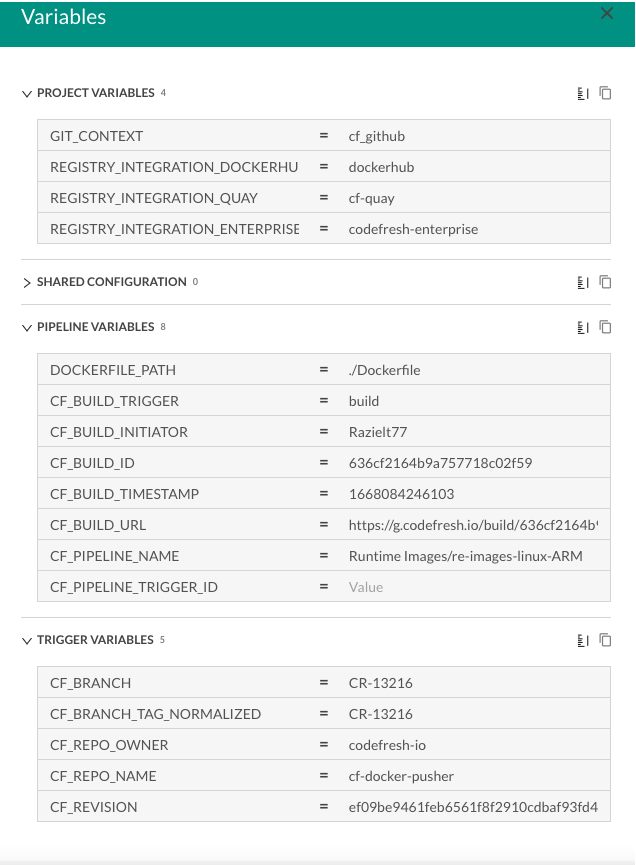 Variables
PROJECT VARIABLES 4
GIT_CONTEXT = cf_github
REGISTRY_INTEGRATION_DOCKERHU = dockerhub
REGISTRY_INTEGRATION_QUAY = cf-quay
REGISTRY_INTEGRATION_ENTERPRISE = codefresh-enterprise
SHARED CONFIGURATION 0
PIPELINE VARIABLES 8
DOCKERFILE_PATH = ./Dockerfile
CF_BUILD_TRIGGER = build
CF_BUILD_INITIATOR = Razielt77
CF_BUILD_ID = 636cf2164b9a757718c02f59
CF_BUILD_TIMESTAMP = 1668084246103
CF_BUILD_URL = https://g.codefresh.io/build/636cf2164b
CF_PIPELINE_NAME = Runtime Images/re-images-linux-ARM
CF_PIPELINE_TRIGGER_ID = Value
TRIGGER VARIABLES 5
CF_BRANCH = CR-13216
CF_BRANCH_TAG_NORMALIZED = CR-13216
CF_REPO_OWNER = codefresh-io
CF_REPO_NAME = cf-docker-pusher
CF_REVISION = ef09be9461feb6561f8f2910cdbaf93fd4